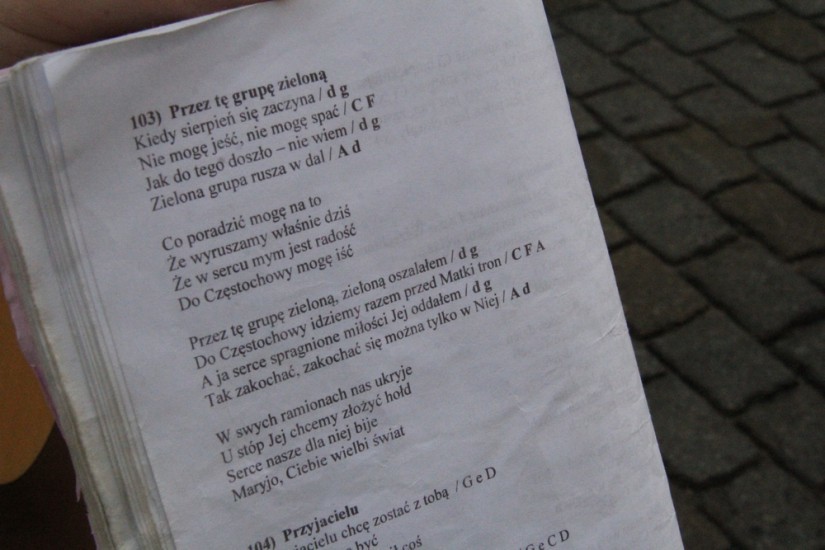 103) Przez tę grupę zieloną
Kiedy sierpień się zaczyna / d g
Nie mogę jeść, nie mogę spać / C F
Jak do tego doszło – nie wiem / d g
Zielona grupa rusza w dal / A d
Co poradzić mogę na to
Że wyruszamy właśnie dziś
Że w sercu mym jest radość
Do Częstochowy mogę iść
Przez tę grupę zieloną, zieloną oszalałem / d g
Do Częstochowy idziemy razem przed Matki tron / C F A
A ja serce spragnione miłości Jej oddałem / d g
Tak zakochać, zakochać się można tylko w Niej / A d
W swych ramionach nas ukryje
U stóp Jej chcemy złożyć hołd
Serce nasze dla niej bije
Maryjo, Ciebie wielbi świat
104) Przyjacielu
chcę zostać z tobą / G e D
być
coś / G e C D